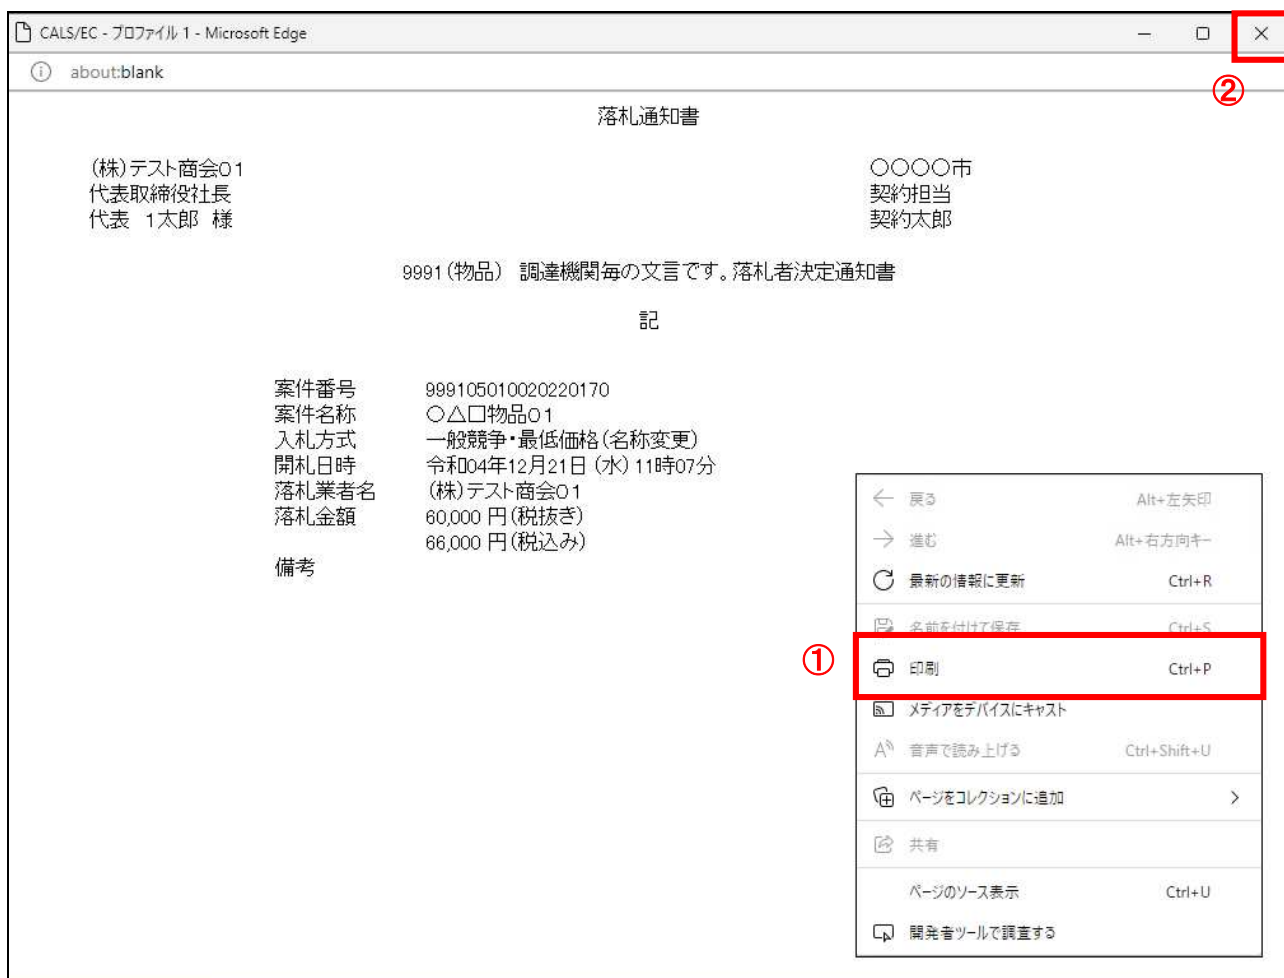 CALS/EC - プロファイル 1 - Microsoft Edge
about:blank
②
落札通知書
(株)テスト商会01
代表取締役社長
代表 1太郎 様
〇〇〇〇市
契約担当
契約太郎
9991(物品) 調達機関毎の文言です。落札者決定通知書
記
案件番号 999105010020220170
案件名称 〇△□物品01
入札方式 一般競争・最低価格(名称変更)
開札日時 令和04年12月21日(水)11時07分
落札業者名 (株)テスト商会01
落札金額 60,000 円(税抜き)
66,000 円(税込み)
備考
戻る Alt+左矢印
進む Alt+右方向キー
最新の情報に更新 Ctrl+R
名前を付けて保存 Ctrl+S
①
印刷 Ctrl+P
メディアをデバイスにキャスト
音声で読み上げる Ctrl+Shift+U
ページをコレクションに追加
共有
ページのソース表示 Ctrl+U
開発者ツールで調査する